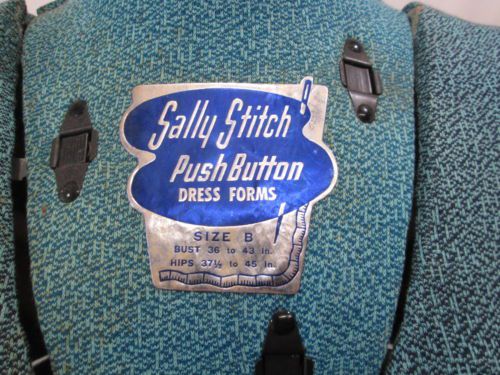 Sally Stitch
Push Button
DRESS FORMS
SIZE B
BUST 36 to 43 in.
HIPS 37½ to 45 in.